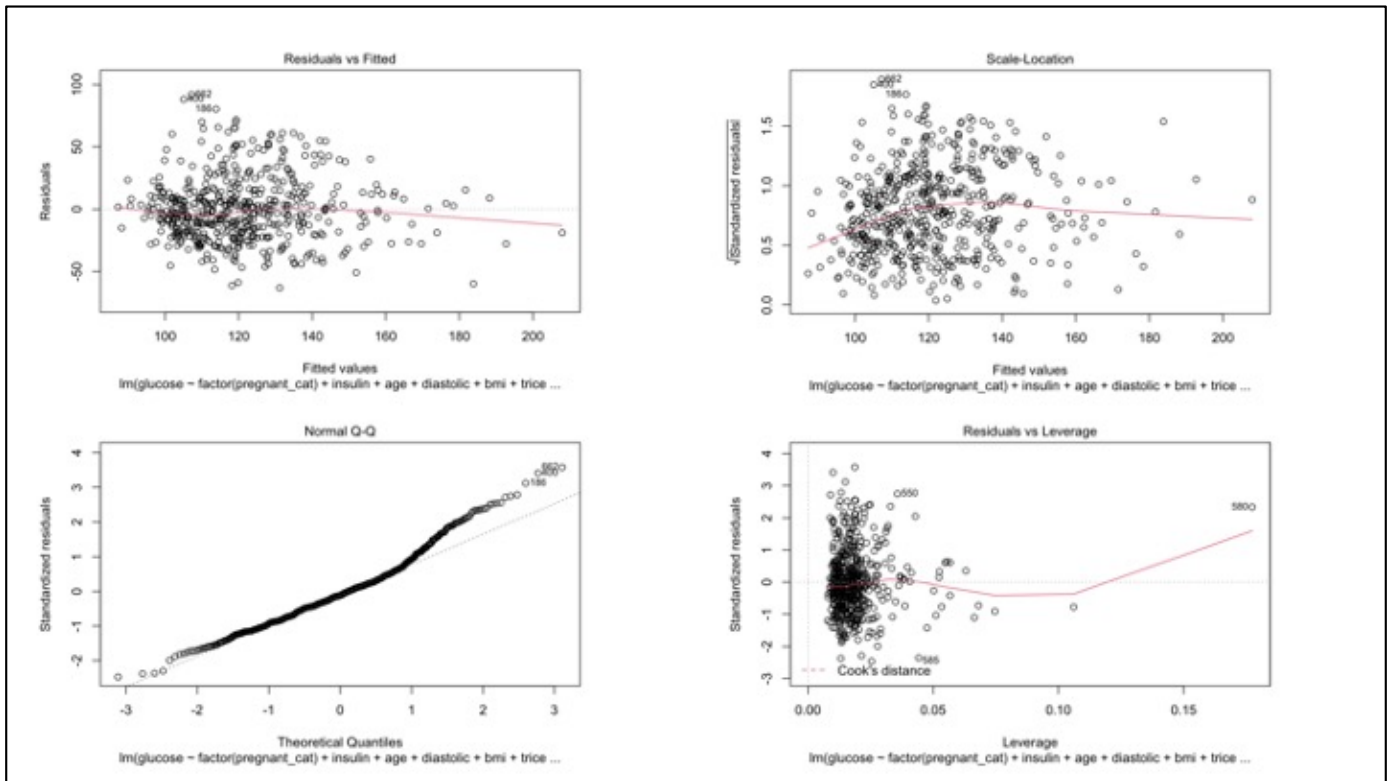 Residuals vs Fitted
Residuals
100
50
0
-50
662
400
186
100 120 140 160 180 200
Fitted values
lm(glucose ~ factor(pregnant_cat) + insulin + age + diastolic + bmi + trice ...
Scale-Location
√|Standardized residuals|
1.5
1.0
0.5
0.0
662
400
186
100 120 140 160 180 200
Fitted values
lm(glucose ~ factor(pregnant_cat) + insulin + age + diastolic + bmi + trice ...
Normal Q-Q
Standardized residuals
4
3
2
1
0
-1
-2
662
400
186
-3 -2 -1 0 1 2 3
Theoretical Quantiles
lm(glucose ~ factor(pregnant_cat) + insulin + age + diastolic + bmi + trice ...
Residuals vs Leverage
Standardized residuals
4
3
2
1
0
-1
-2
-3
550
580
585
Cook's distance
0.00 0.05 0.10 0.15
Leverage
lm(glucose ~ factor(pregnant_cat) + insulin + age + diastolic + bmi + trice ...